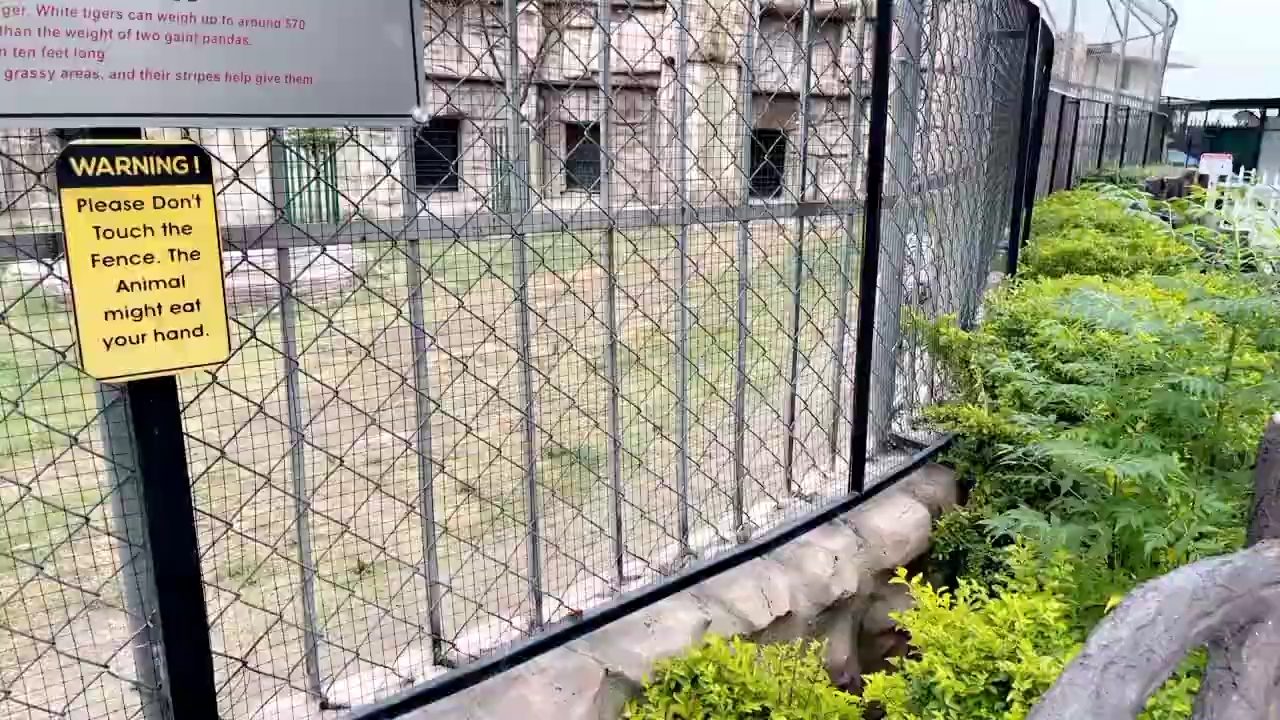 ger. White tigers can weigh up to around 570
than the weight of two gaint pandas.
n ten feet long
grassy areas, and their stripes help give them
WARNING!
Please Don't
Touch the
Fence. The
Animal
might eat
your hand.